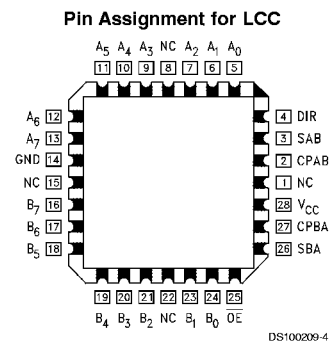 Pin Assignment for LCC
A5 A4 A3 NC A2 A1 A0
11 10 9 8 7 6 5
A6 12 4 DIR
A7 13 3 SAB
GND 14 2 CPAB
NC 15 1 NC
B7 16 28 VCC
B6 17 27 CPBA
B5 18 26 SBA
19 20 21 22 23 24 25
B4 B3 B2 NC B1 B0 O̅E̅
DS100209-4